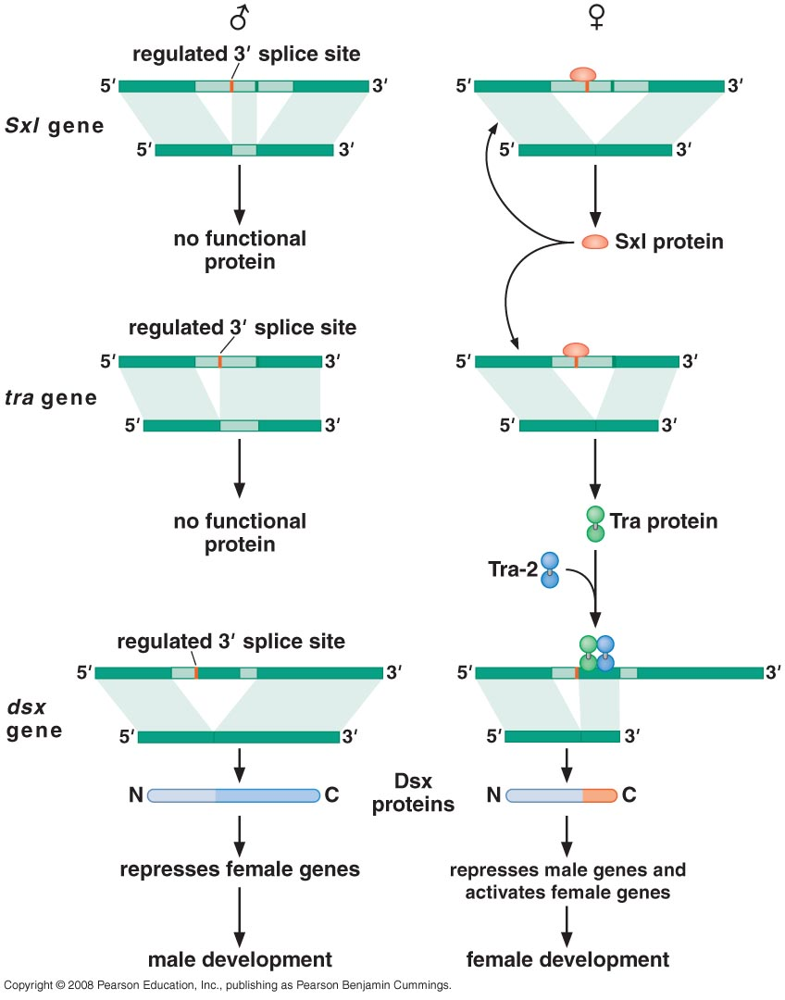 ♂ ♀
regulated 3′ splice site
5′ 3′ 5′ 3′
Sxl gene
5′ 3′ 5′ 3′
no functional
protein
Sxl protein
regulated 3′ splice site
5′ 3′ 5′ 3′
tra gene
5′ 3′ 5′ 3′
no functional
protein
Tra protein
Tra-2
regulated 3′ splice site
5′ 3′ 5′ 3′
dsx
gene
5′ 3′ 5′ 3′
Dsx
proteins
N C N C
represses female genes
represses male genes and
activates female genes
male development
female development
Copyright © 2008 Pearson Education, Inc., publishing as Pearson Benjamin Cummings.